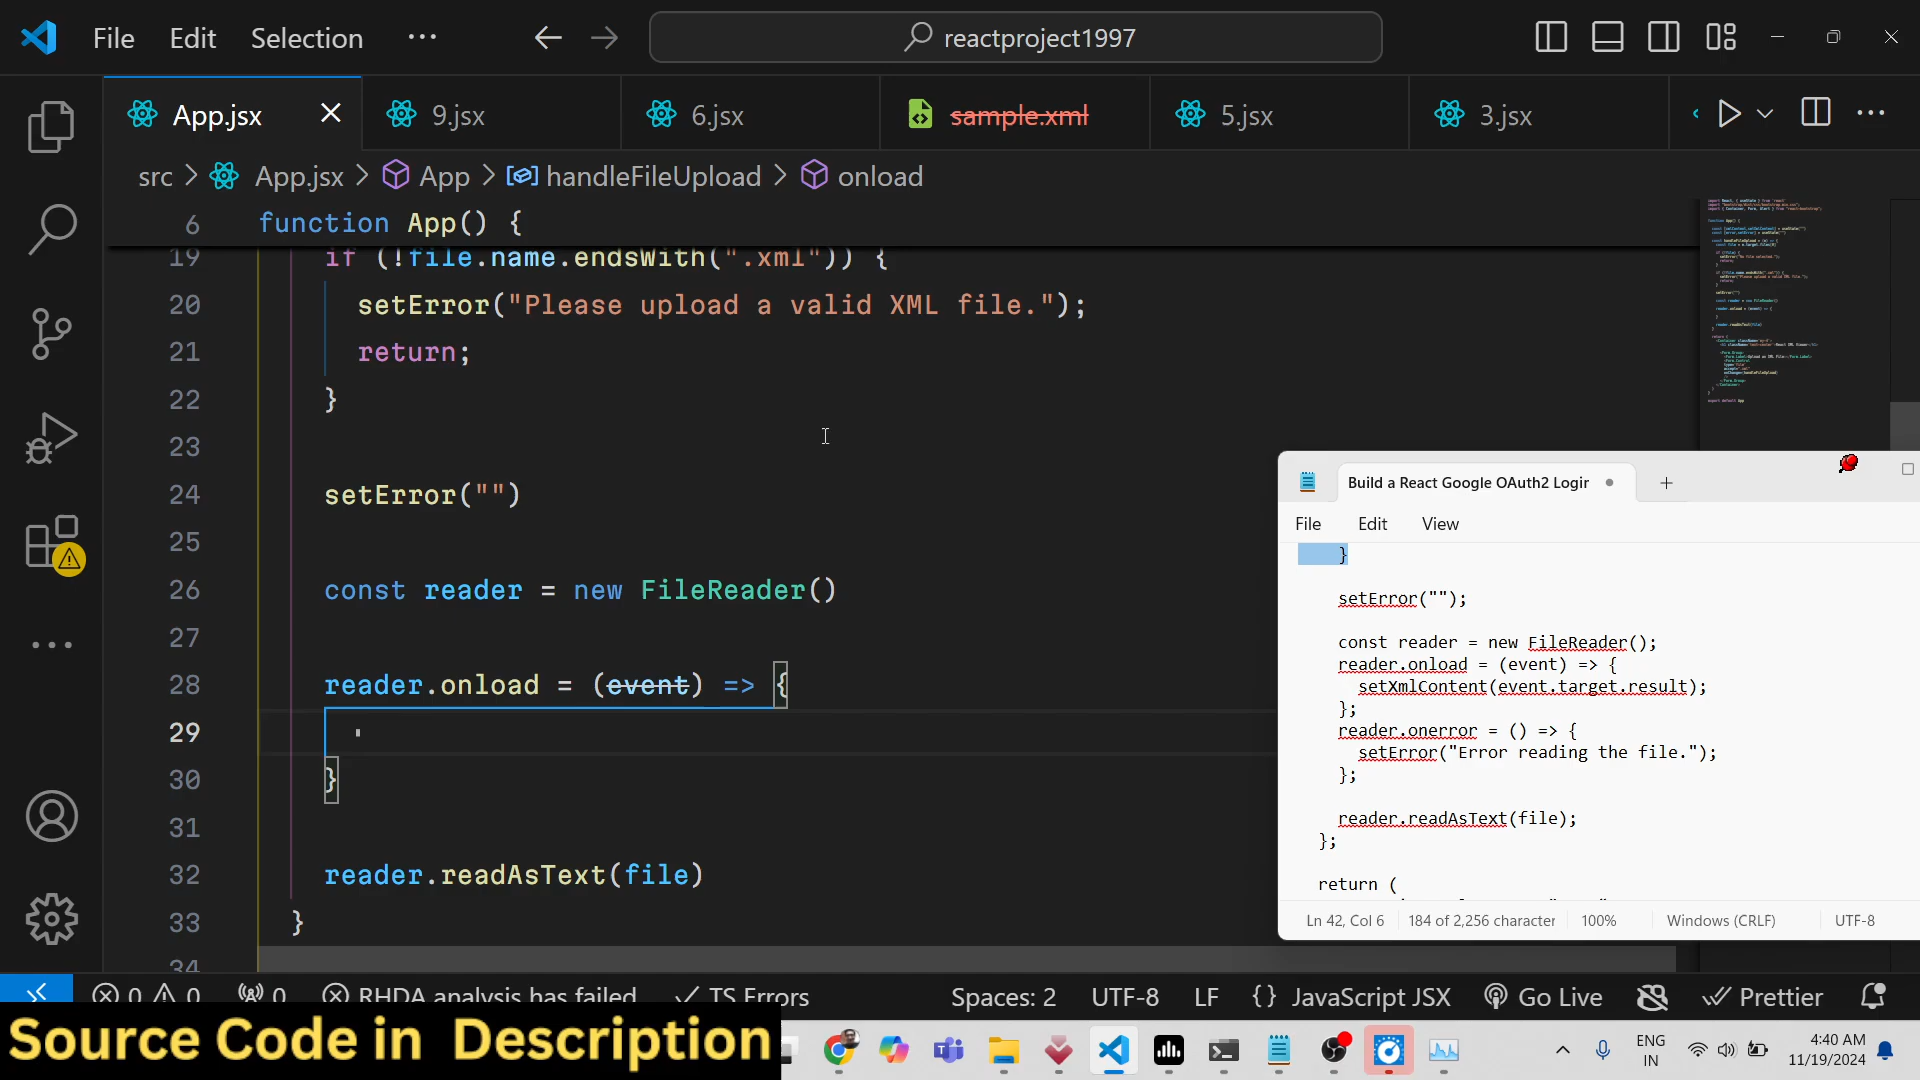 File Edit Selection ... reactproject1997
App.jsx 9.jsx 6.jsx sample.xml 5.jsx 3.jsx
src > App.jsx > App > handleFileUpload > onload
6 function App() {
19 if (!file.name.endsWith(".xml")) {
20 setError("Please upload a valid XML file.");
21 return;
22 }
23
24 setError("")
25
26 const reader = new FileReader()
27
28 reader.onload = (event) => {
29
30 }
31
32 reader.readAsText(file)
33 }
34
Build a React Google OAuth2 Login
File Edit View
}
setError("");
const reader = new FileReader();
reader.onload = (event) => {
setXmlContent(event.target.result);
};
reader.onerror = () => {
setError("Error reading the file.");
};
reader.readAsText(file);
};
return (
Ln 42, Col 6 184 of 2,256 character 100% Windows (CRLF) UTF-8
0 0 0 RHDA analysis has failed TS Errors Spaces: 2 UTF-8 LF {} JavaScript JSX Go Live Prettier
Source Code in Description
ENG
IN
4:40 AM
11/19/2024